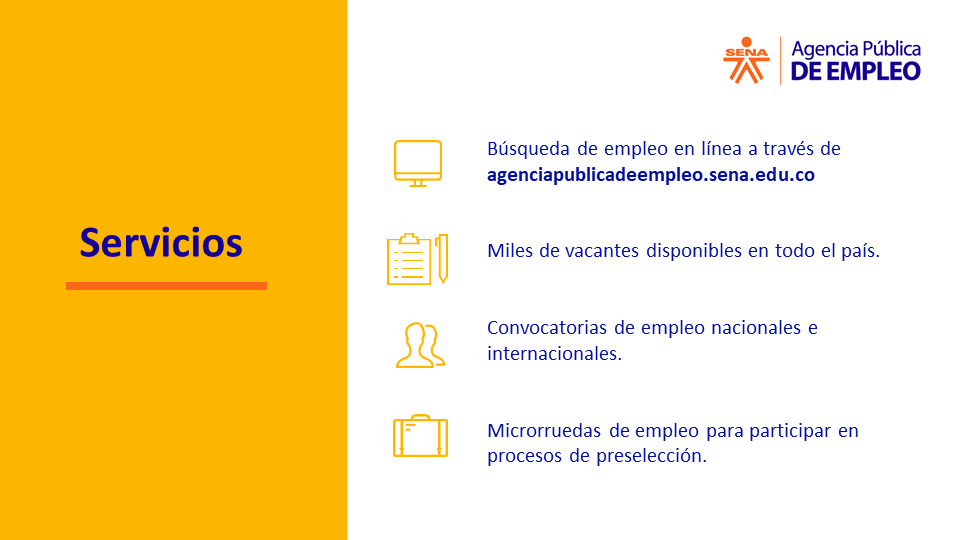 SENA
Agencia Pública
DE EMPLEO
Servicios
Búsqueda de empleo en línea a través de
agenciapublicadeempleo.sena.edu.co
Miles de vacantes disponibles en todo el país.
Convocatorias de empleo nacionales e
internacionales.
Microrruedas de empleo para participar en
procesos de preselección.